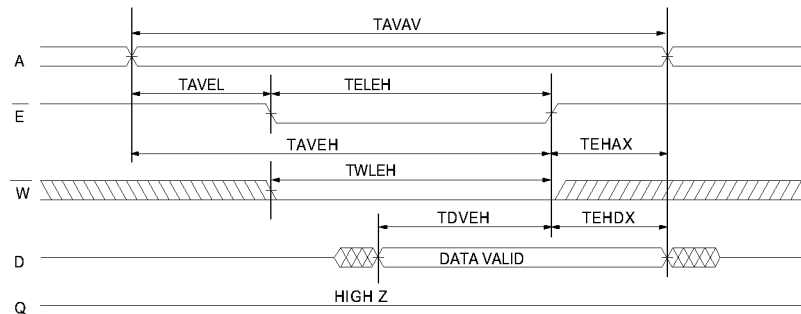 TAVAV
A
TAVEL TELEH
E
TAVEH TEHAX
TWLEH
W
TDVEH TEHDX
D DATA VALID
HIGH Z
Q